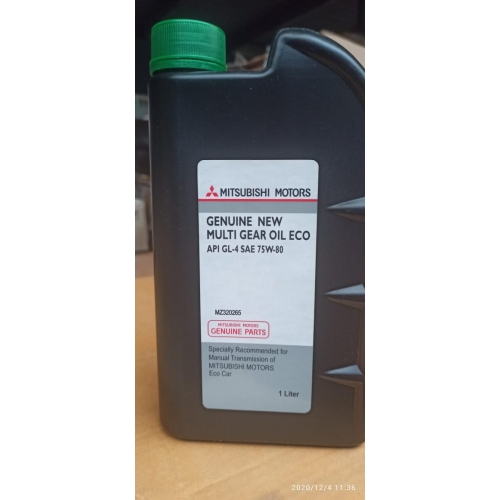 MITSUBISHI MOTORS
GENUINE NEW
MULTI GEAR OIL ECO
API GL-4 SAE 75W-80
MZ320265
MITSUBISHI MOTORS
GENUINE PARTS
Specially Recommended for
Manual Transmission of
MITSUBISHI MOTORS
Eco Car
1 Liter
2020/12/4 11:36